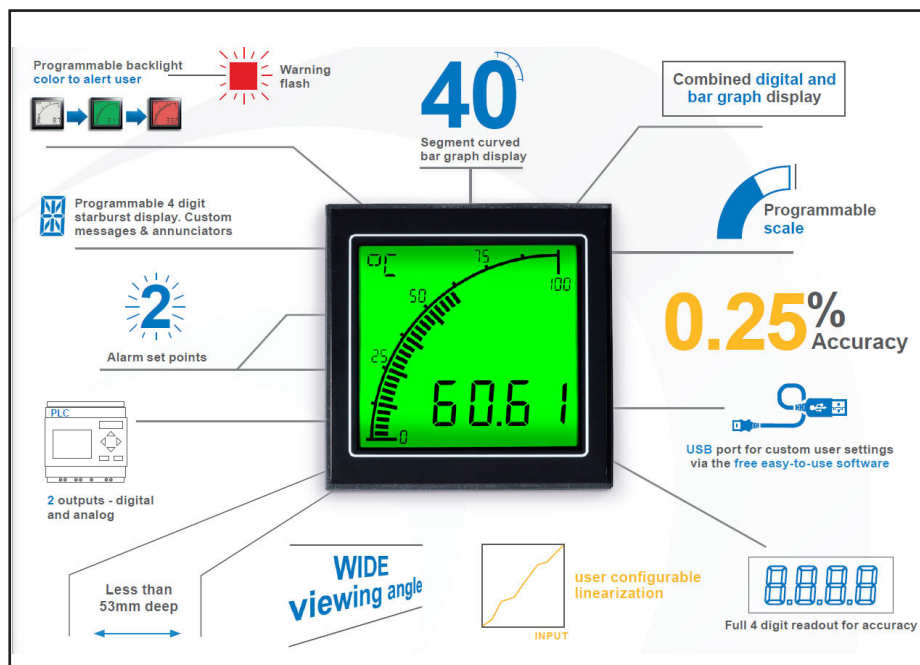 Programmable backlight
color to alert user
Warning
flash
40
Segment curved
bar graph display
Combined digital and
bar graph display
Programmable 4 digit
starburst display. Custom
messages & annunciators
Programmable
scale
2
Alarm set points
°C
0
25
50
75
100
60.61
0.25%
Accuracy
PLC
2 outputs - digital
and analog
USB port for custom user settings
via the free easy-to-use software
Less than
53mm deep
WIDE
viewing angle
user configurable
linearization
INPUT
8.8.8.8
Full 4 digit readout for accuracy